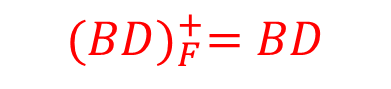 $(BD)_F^+ = BD$